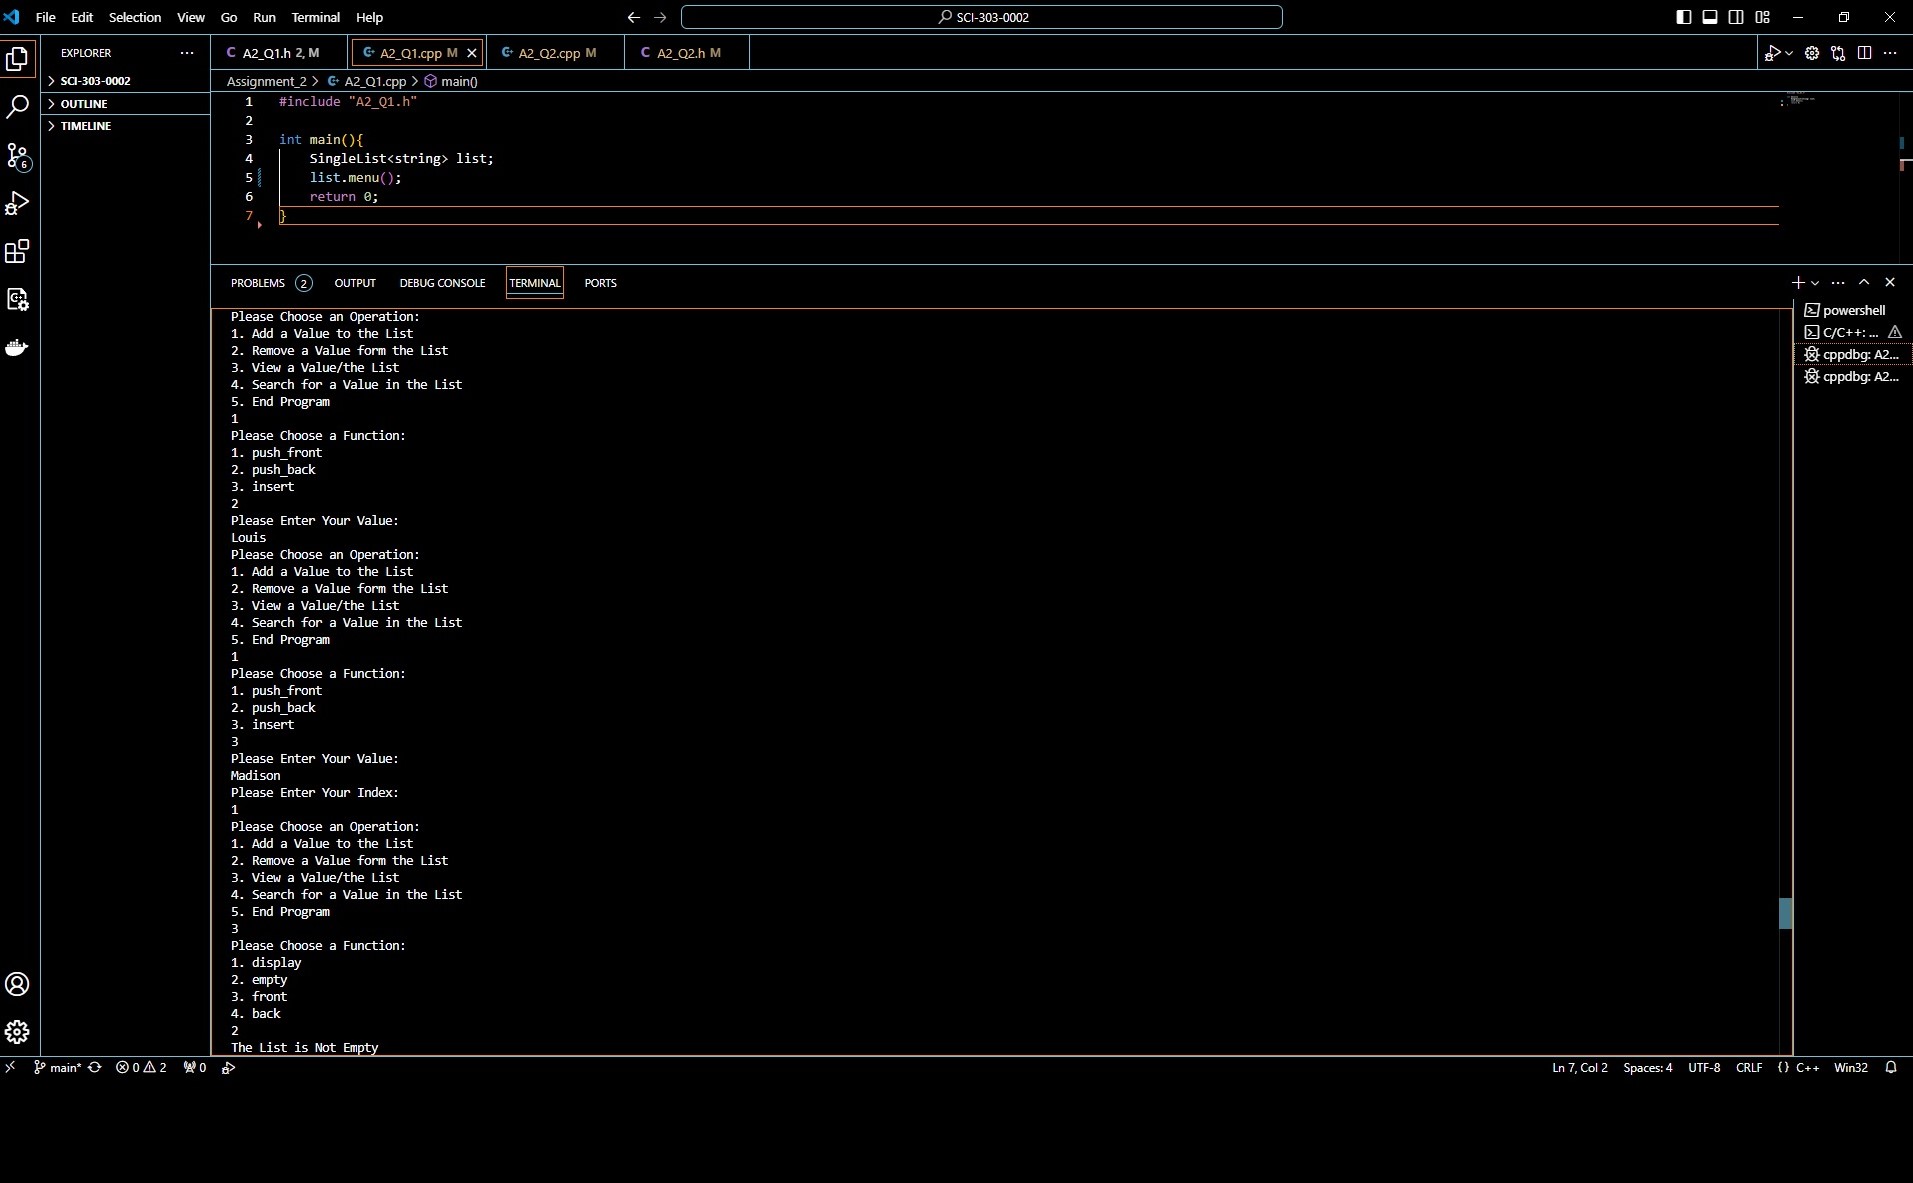 File Edit Selection View Go Run Terminal Help
SCI-303-0002
EXPLORER
SCI-303-0002
OUTLINE
TIMELINE
6
C A2_Q1.h 2, M
A2_Q1.cpp M
A2_Q2.cpp M
C A2_Q2.h M
Assignment_2 > A2_Q1.cpp > main()
1 #include "A2_Q1.h"
2
3 int main(){
4 SingleList<string> list;
5 list.menu();
6 return 0;
7 }
PROBLEMS 2 OUTPUT DEBUG CONSOLE TERMINAL PORTS
powershell
C/C++: ...
cppdbg: A2...
cppdbg: A2...
Please Choose an Operation:
1. Add a Value to the List
2. Remove a Value form the List
3. View a Value/the List
4. Search for a Value in the List
5. End Program
1
Please Choose a Function:
1. push_front
2. push_back
3. insert
2
Please Enter Your Value:
Louis
Please Choose an Operation:
1. Add a Value to the List
2. Remove a Value form the List
3. View a Value/the List
4. Search for a Value in the List
5. End Program
1
Please Choose a Function:
1. push_front
2. push_back
3. insert
3
Please Enter Your Value:
Madison
Please Enter Your Index:
1
Please Choose an Operation:
1. Add a Value to the List
2. Remove a Value form the List
3. View a Value/the List
4. Search for a Value in the List
5. End Program
3
Please Choose a Function:
1. display
2. empty
3. front
4. back
2
The List is Not Empty
main* 0 2 0
Ln 7, Col 2 Spaces: 4 UTF-8 CRLF {} C++ Win32